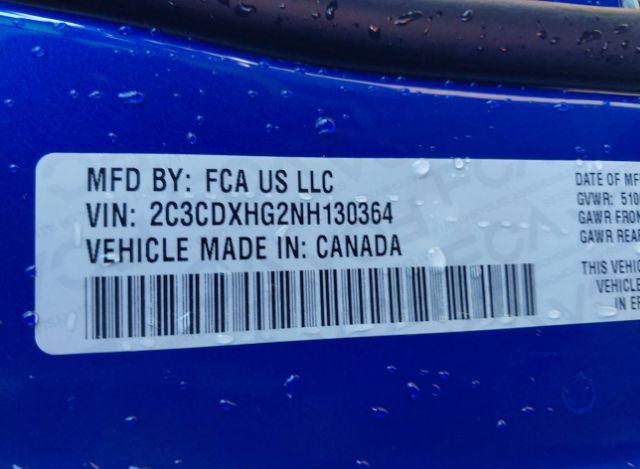 MFD BY: FCA US LLC
VIN: 2C3CDXHG2NH130364
VEHICLE MADE IN: CANADA
DATE OF MF
GVWR: 510
GAWR FRON
GAWR REAR
THIS VEHIC
VEHICLE
IN EF